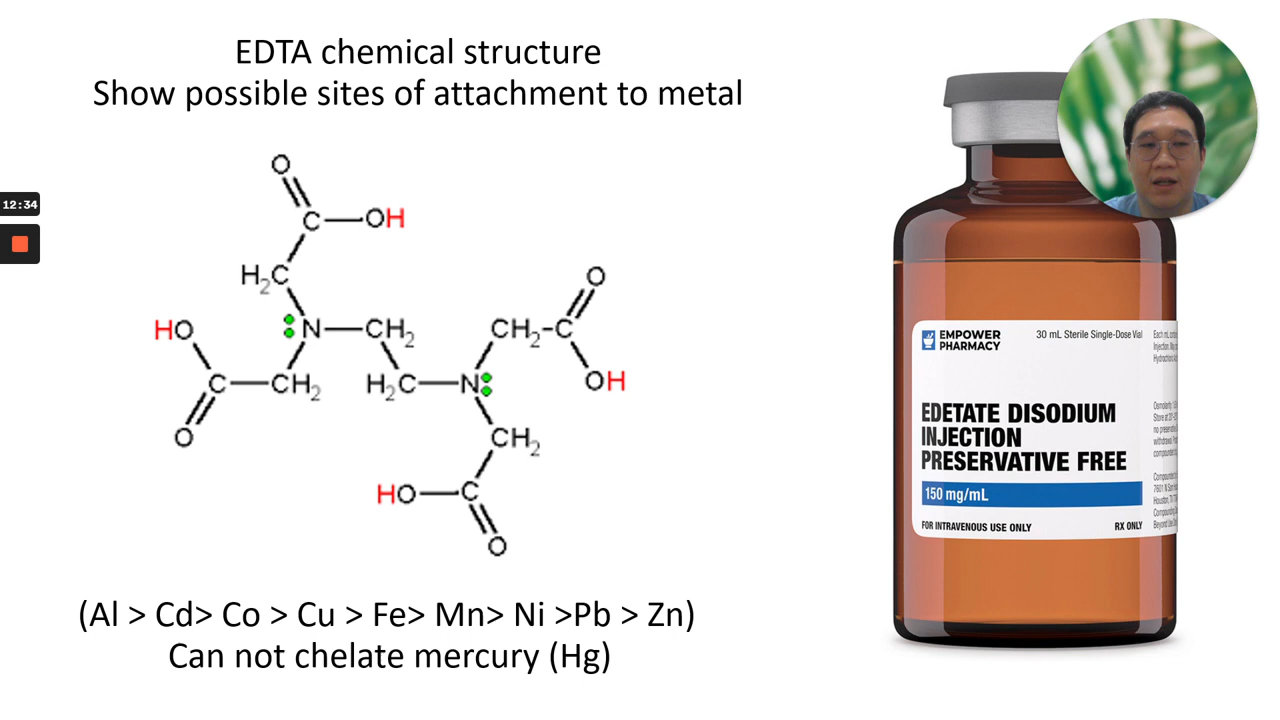 EDTA chemical structure
Show possible sites of attachment to metal
12:34
O
C—OH
H₂C
HO
N—CH₂
CH₂-C
O
C—CH₂
H₂C—N
OH
O
CH₂
HO—C
O
(Al > Cd> Co > Cu > Fe> Mn> Ni >Pb > Zn)
Can not chelate mercury (Hg)
EMPOWER
PHARMACY
30 mL Sterile Single-Dose Vial
EDETATE DISODIUM
INJECTION
PRESERVATIVE FREE
150 mg/mL
FOR INTRAVENOUS USE ONLY
RX ONLY